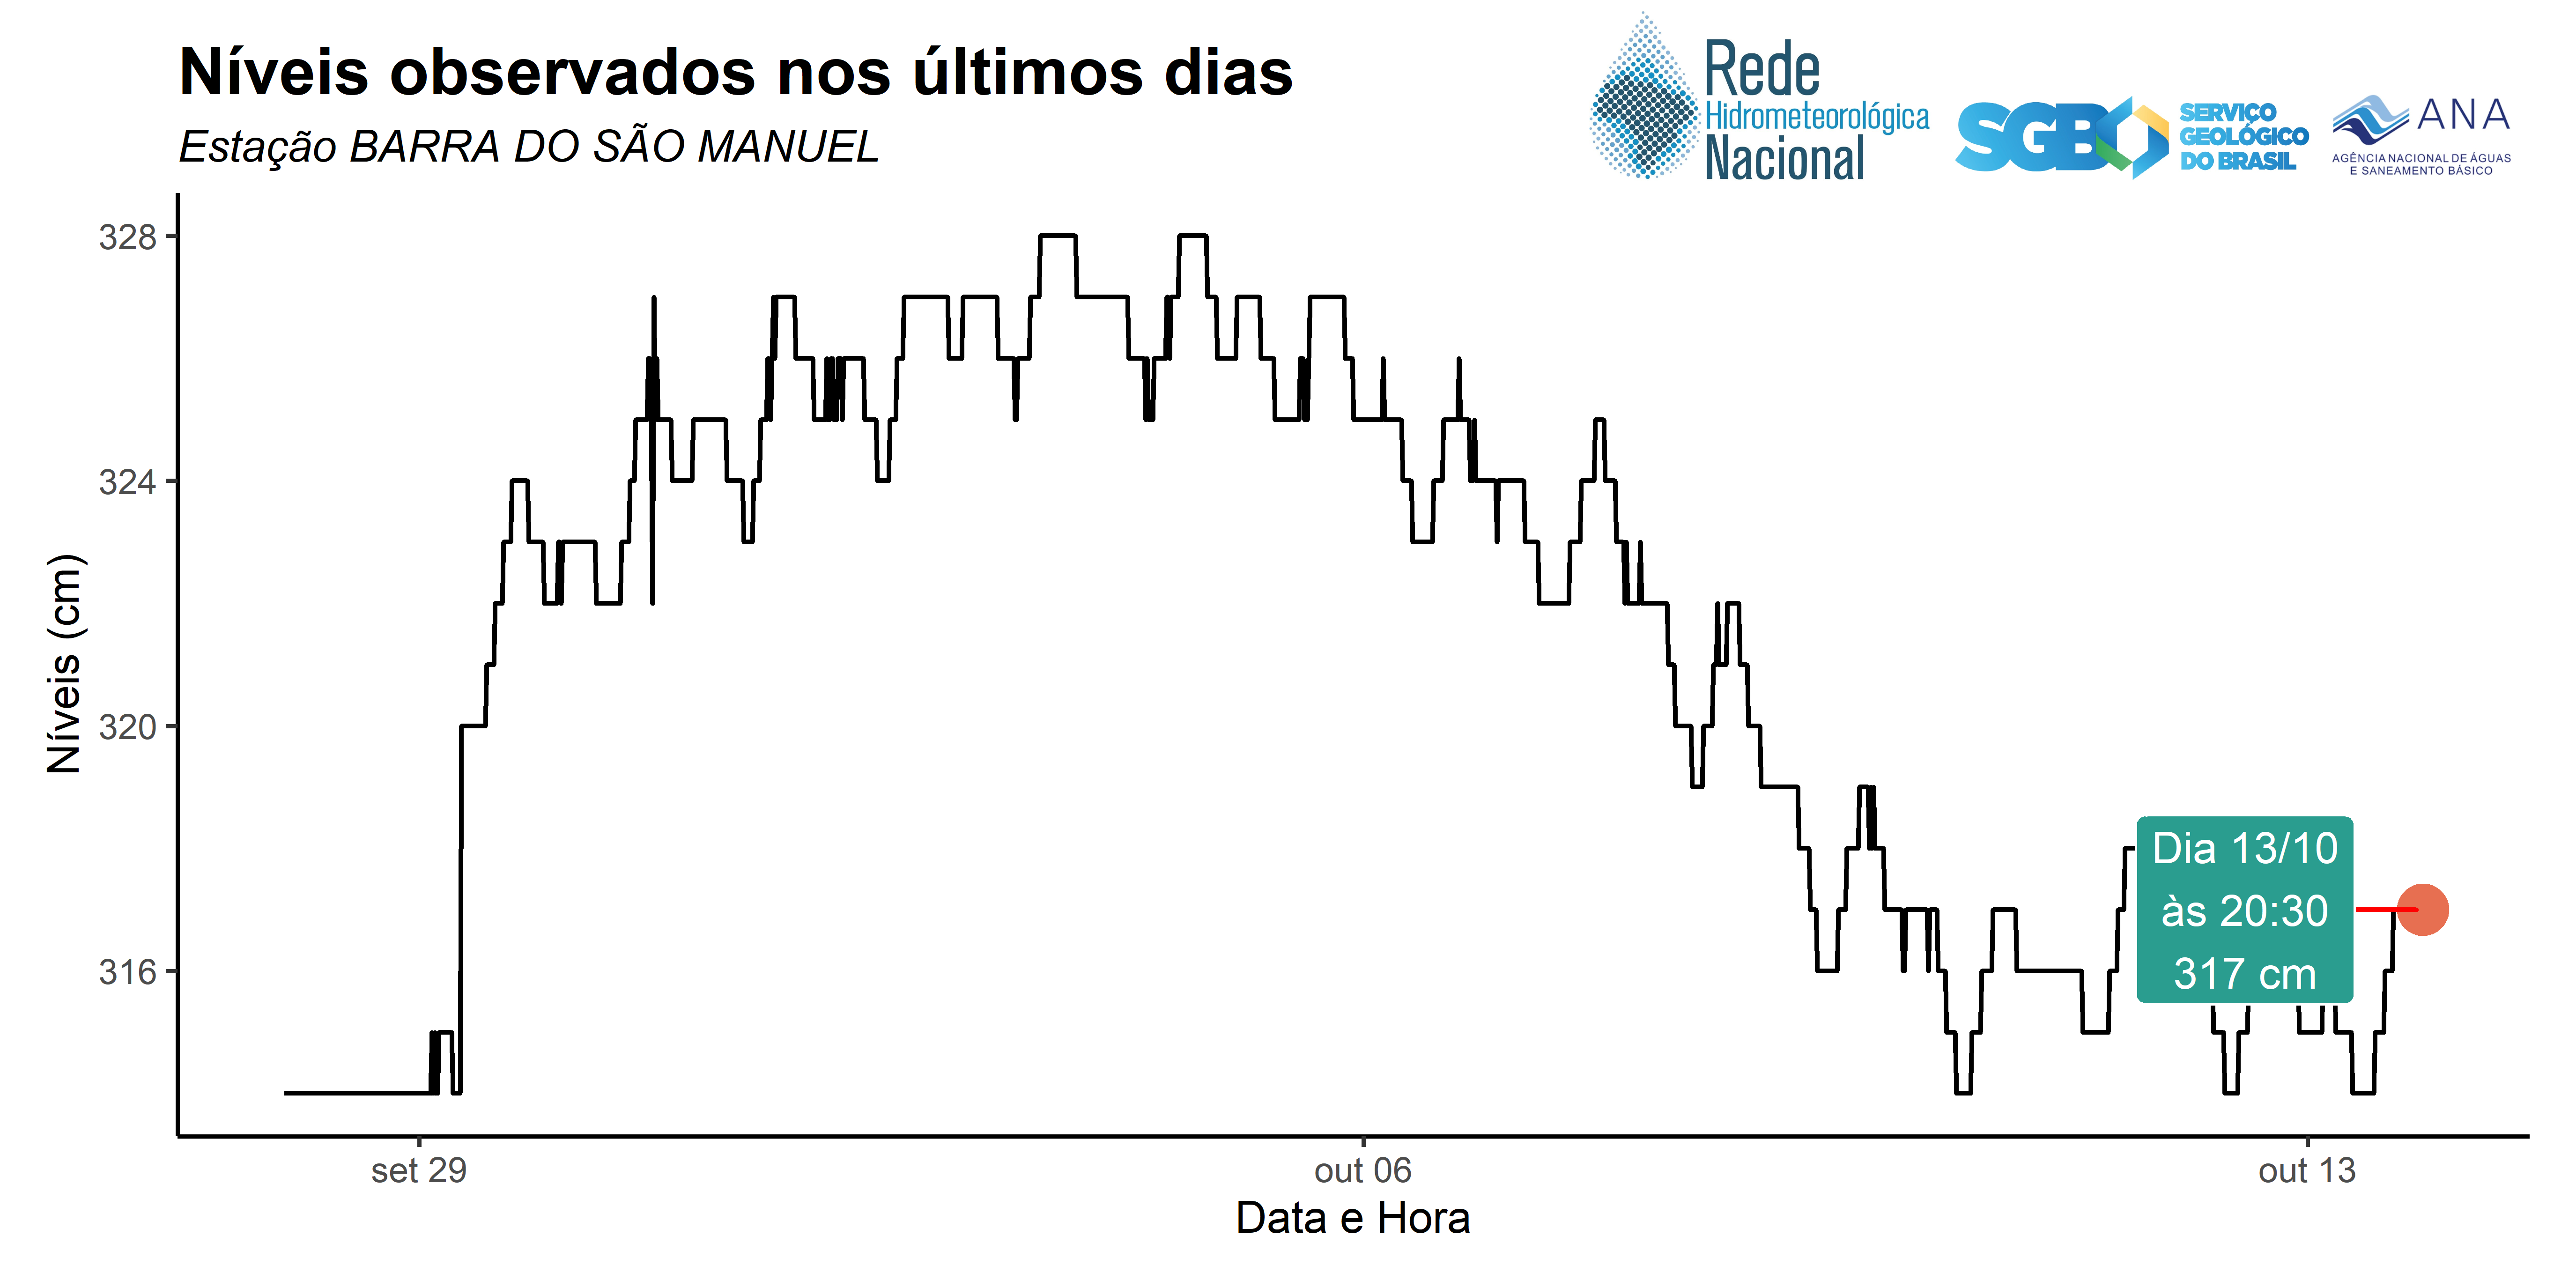 Níveis observados nos últimos dias
Estação BARRA DO SÃO MANUEL
Rede
Hidrometeorológica
Nacional
SGB
SERVIÇO
GEOLÓGICO
DO BRASIL
ANA
AGÊNCIA NACIONAL DE ÁGUAS
E SANEAMENTO BÁSICO
Níveis (cm)
328
324
320
316
Dia 13/10
às 20:30
317 cm
set 29
out 06
out 13
Data e Hora